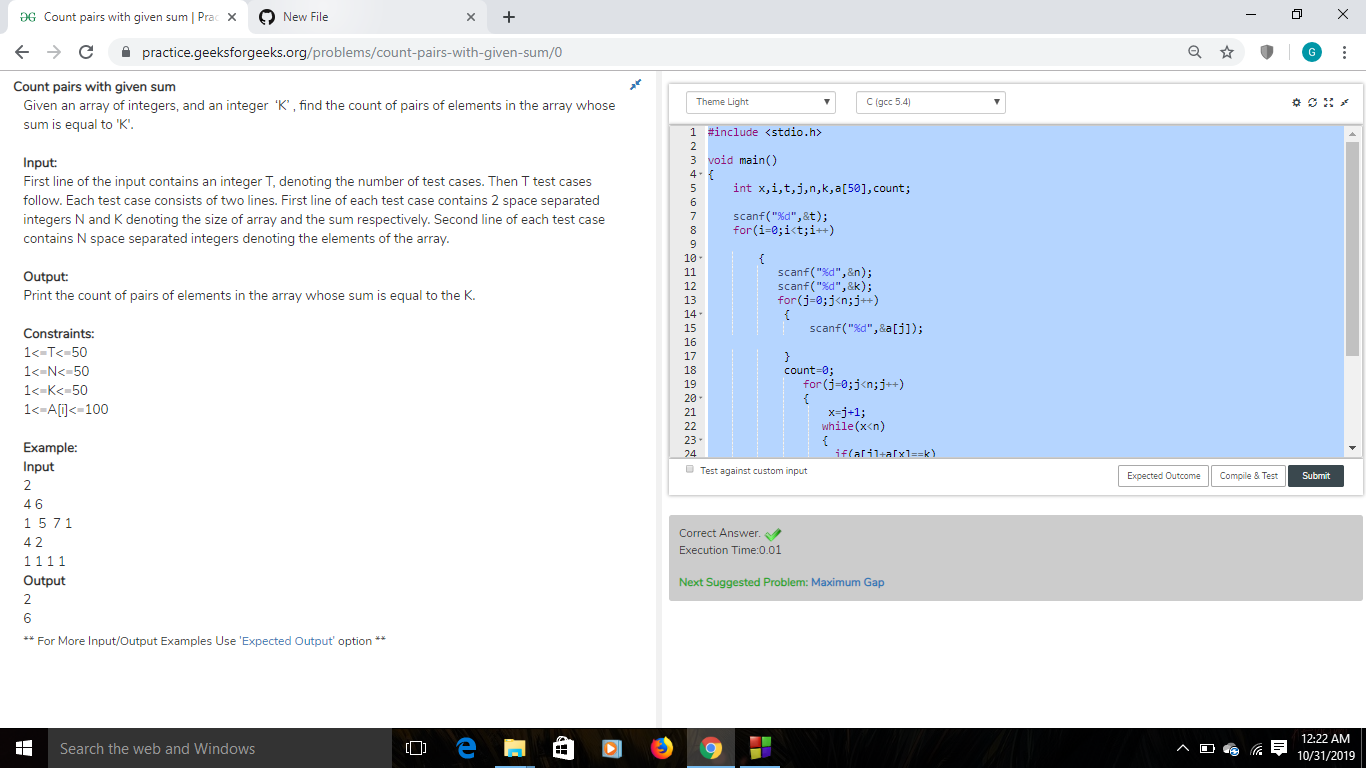 Count pairs with given sum | Prac
New File
practice.geeksforgeeks.org/problems/count-pairs-with-given-sum/0
G
Count pairs with given sum
Given an array of integers, and an integer 'K' , find the count of pairs of elements in the array whose
sum is equal to 'K'.
Input:
First line of the input contains an integer T, denoting the number of test cases. Then T test cases
follow. Each test case consists of two lines. First line of each test case contains 2 space separated
integers N and K denoting the size of array and the sum respectively. Second line of each test case
contains N space separated integers denoting the elements of the array.
Output:
Print the count of pairs of elements in the array whose sum is equal to the K.
Constraints:
1<=T<=50
1<=N<=50
1<=K<=50
1<=A[i]<=100
Example:
Input
2
4 6
1 5 7 1
4 2
1 1 1 1
Output
2
6
** For More Input/Output Examples Use 'Expected Output' option **
Theme Light
C (gcc 5.4)
1 #include <stdio.h>
2
3 void main()
4 {
5 int x,i,t,j,n,k,a[50],count;
6
7 scanf("%d",&t);
8 for(i=0;i<t;i++)
9
10 {
11 scanf("%d",&n);
12 scanf("%d",&k);
13 for(j=0;j<n;j++)
14 {
15 scanf("%d",&a[j]);
16
17 }
18 count=0;
19 for(j=0;j<n;j++)
20 {
21 x=j+1;
22 while(x<n)
23 {
24 if(a[j]+a[x]==k)
Test against custom input
Expected Outcome
Compile & Test
Submit
Correct Answer.
Execution Time:0.01
Next Suggested Problem: Maximum Gap
Search the web and Windows
12:22 AM
10/31/2019